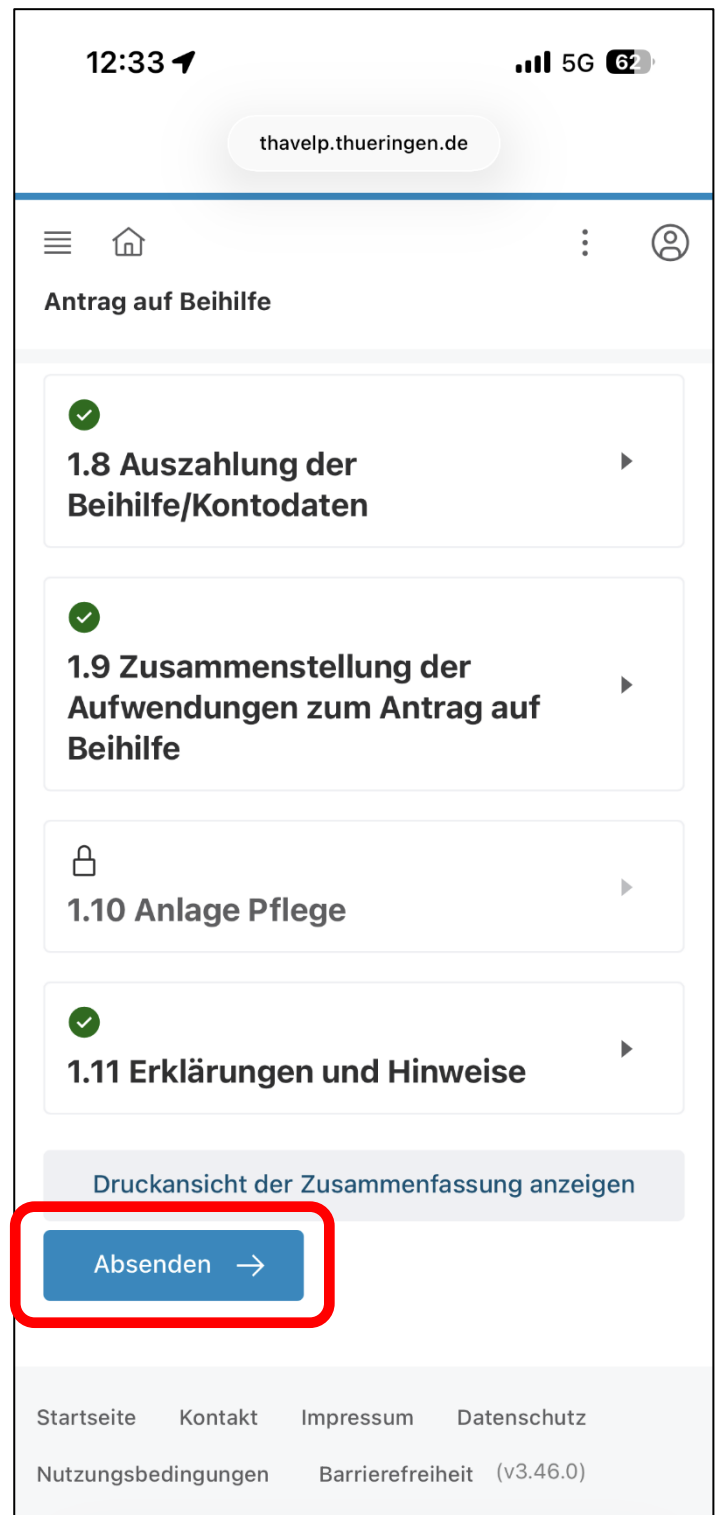 12:33
5G 62
thavelp.thueringen.de
Antrag auf Beihilfe
1.8 Auszahlung der
Beihilfe/Kontodaten
1.9 Zusammenstellung der
Aufwendungen zum Antrag auf
Beihilfe
1.10 Anlage Pflege
1.11 Erklärungen und Hinweise
Druckansicht der Zusammenfassung anzeigen
Absenden →
Startseite Kontakt Impressum Datenschutz
Nutzungsbedingungen Barrierefreiheit (v3.46.0)